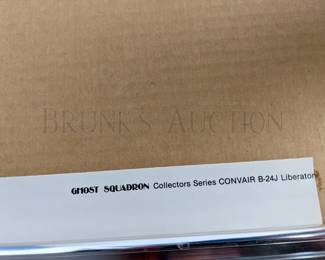 BRUNK'S AUCTION
GHOST SQUADRON Collectors Series CONVAIR B-24J Liberator